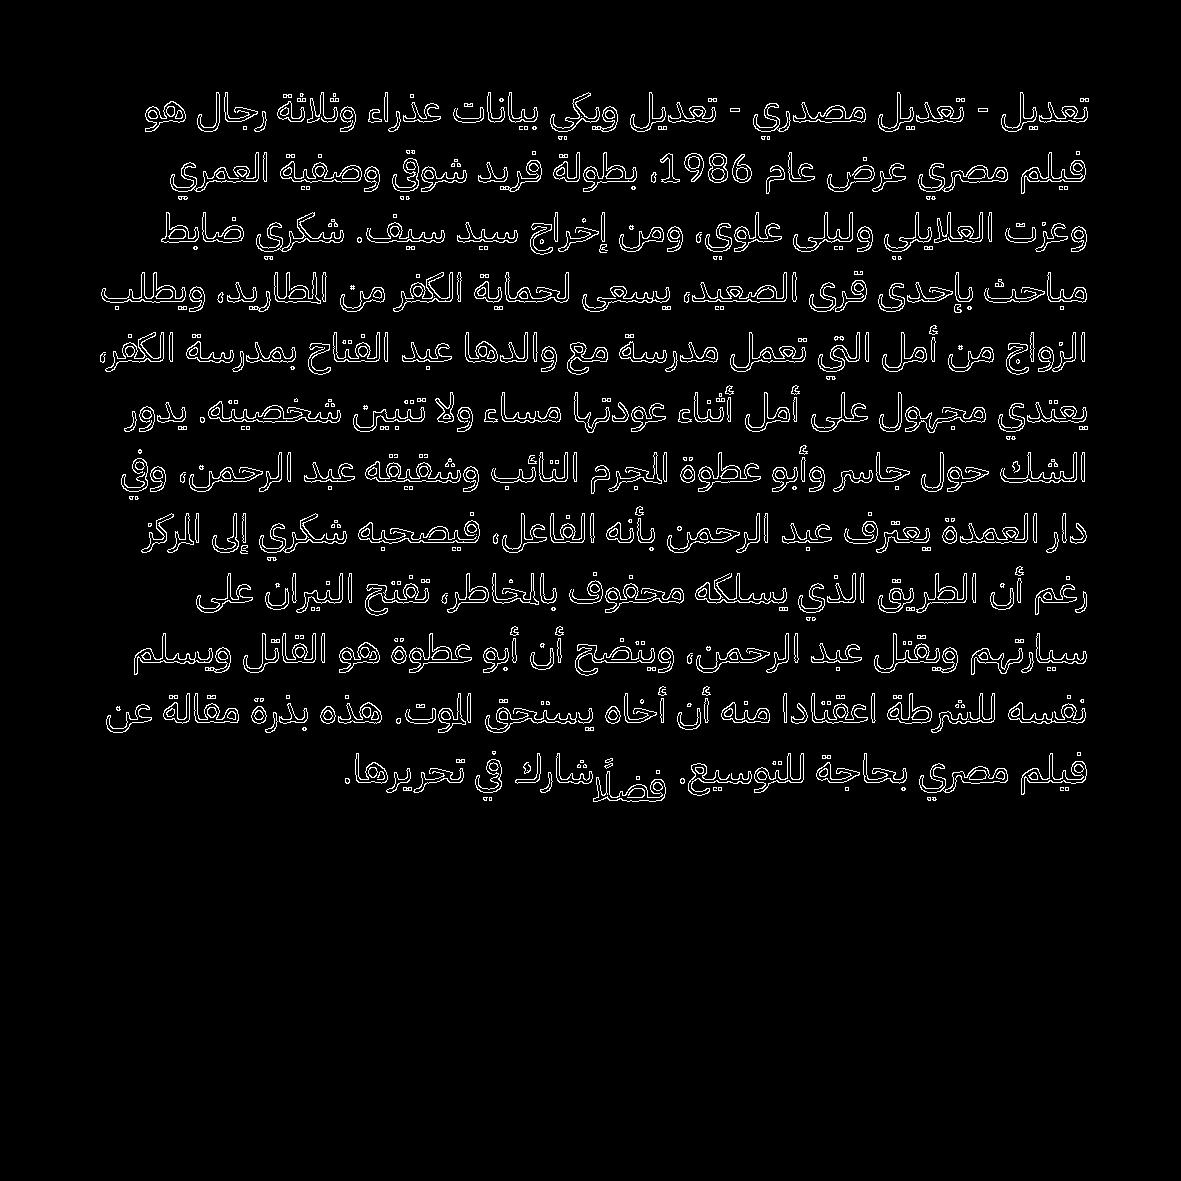 تعديل - تعديل مصدري - تعديل ويكي بيانات عذراء وثلاثة رجال هو
فيلم مصري عرض عام 1986، بطولة فريد شوقي وصفية العمري
وعزت العلايلي وليلى علوي، ومن إخراج سيد سيف. شكري ضابط
مباحث بإحدى قرى الصعيد، يسعى لحماية الكفر من المطاريد، ويطلب
الزواج من أمل التي تعمل مدرسة مع والدها عبد الفتاح بمدرسة الكفر،
يعتدي مجهول على أمل أثناء عودتها مساء ولا تتبين شخصيته. يدور
الشك حول جاسر وأبو عطوة المجرم التائب وشقيقه عبد الرحمن، وفي
دار العمدة يعترف عبد الرحمن بأنه الفاعل، فيصحبه شكري إلى المركز
رغم أن الطريق الذي يسلكه محفوف بالمخاطر، تفتح النيران على
سيارتهم ويقتل عبد الرحمن، ويتضح أن أبو عطوة هو القاتل ويسلم
نفسه للشرطة اعقتادا منه أن أخاه يستحق الموت. هذه بذرة مقالة عن
فيلم مصري بحاجة للتوسيع. فضلًا شارك في تحريرها.